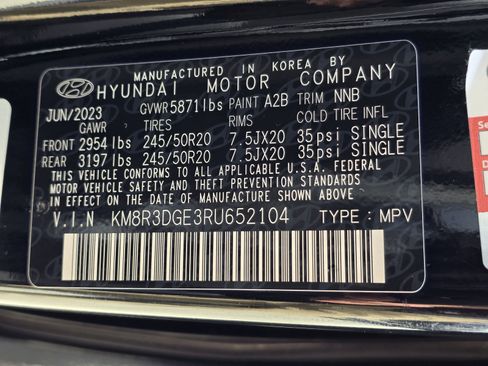 MANUFACTURED IN KOREA BY
HYUNDAI MOTOR COMPANY
JUN/2023 GVWR 5871lbs PAINT A2B TRIM NNB
GAWR TIRES RIMS COLD TIRE INFL
FRONT 2954 lbs 245/50R20 7.5JX20 35psi SINGLE
REAR 3197 lbs 245/50R20 7.5JX20 35psi SINGLE
THIS VEHICLE CONFORMS TO ALL APPLICABLE U.S.A. FEDERAL
MOTOR VEHICLE SAFETY AND THEFT PREVENTION STANDARDS
IN EFFECT ON THE DATE OF MANUFACTURE SHOWN ABOVE.
V.I.N KM8R3DGE3RU652104 TYPE : MPV